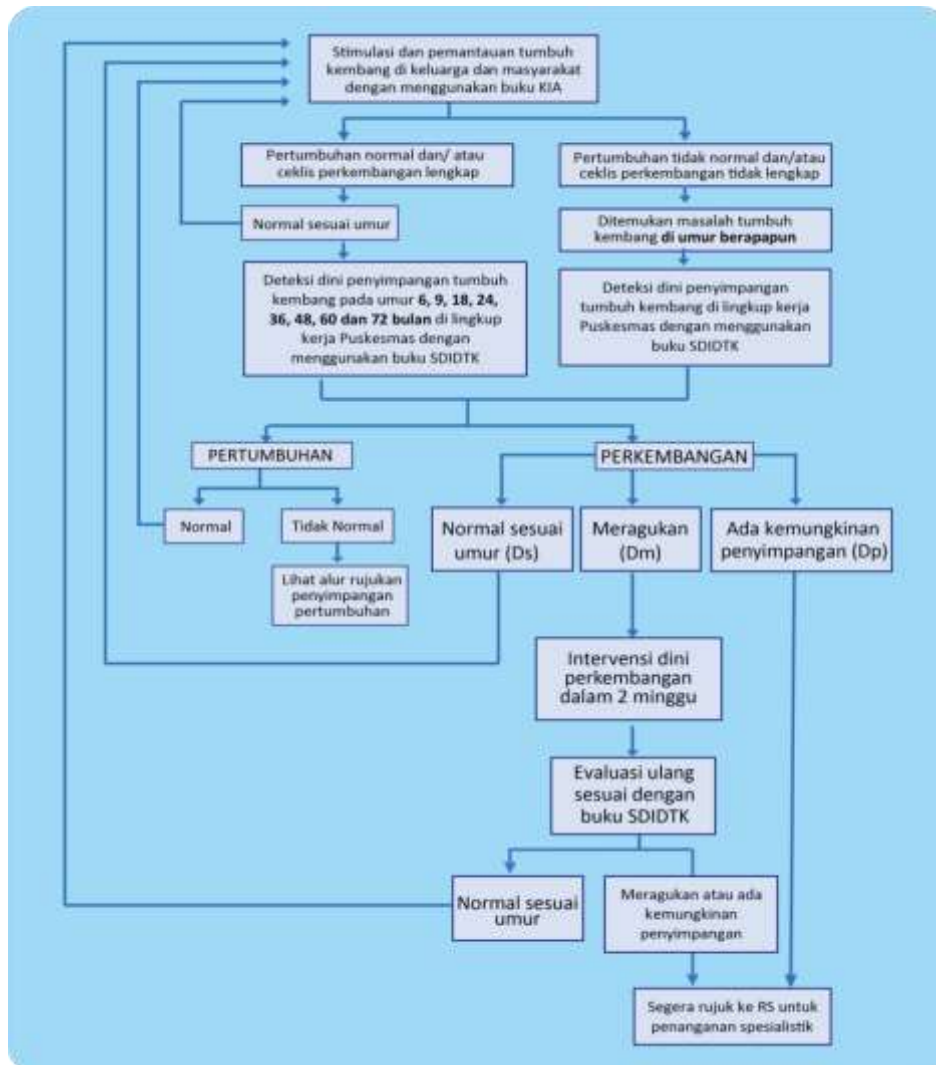 Stimulasi dan pemantauan tumbuh
kembang di keluarga dan masyarakat
dengan menggunakan buku KIA
Pertumbuhan normal dan/ atau
ceklis perkembangan lengkap
Pertumbuhan tidak normal dan/atau
ceklis perkembangan tidak lengkap
Normal sesuai umur
Ditemukan masalah tumbuh
kembang di umur berapapun
Deteksi dini penyimpangan tumbuh
kembang pada umur 6, 9, 18, 24,
36, 48, 60 dan 72 bulan di lingkup
kerja Puskesmas dengan
menggunakan buku SDIDTK
Deteksi dini penyimpangan
tumbuh kembang di lingkup kerja
Puskesmas dengan menggunakan
buku SDIDTK
PERTUMBUHAN
PERKEMBANGAN
Normal
Tidak Normal
Normal sesuai
umur (Ds)
Meragukan
(Dm)
Ada kemungkinan
penyimpangan (Dp)
Lihat alur rujukan
penyimpangan
pertumbuhan
Intervensi dini
perkembangan
dalam 2 minggu
Evaluasi ulang
sesuai dengan
buku SDIDTK
Normal sesuai
umur
Meragukan atau ada
kemungkinan
penyimpangan
Segera rujuk ke RS untuk
penanganan spesialistik